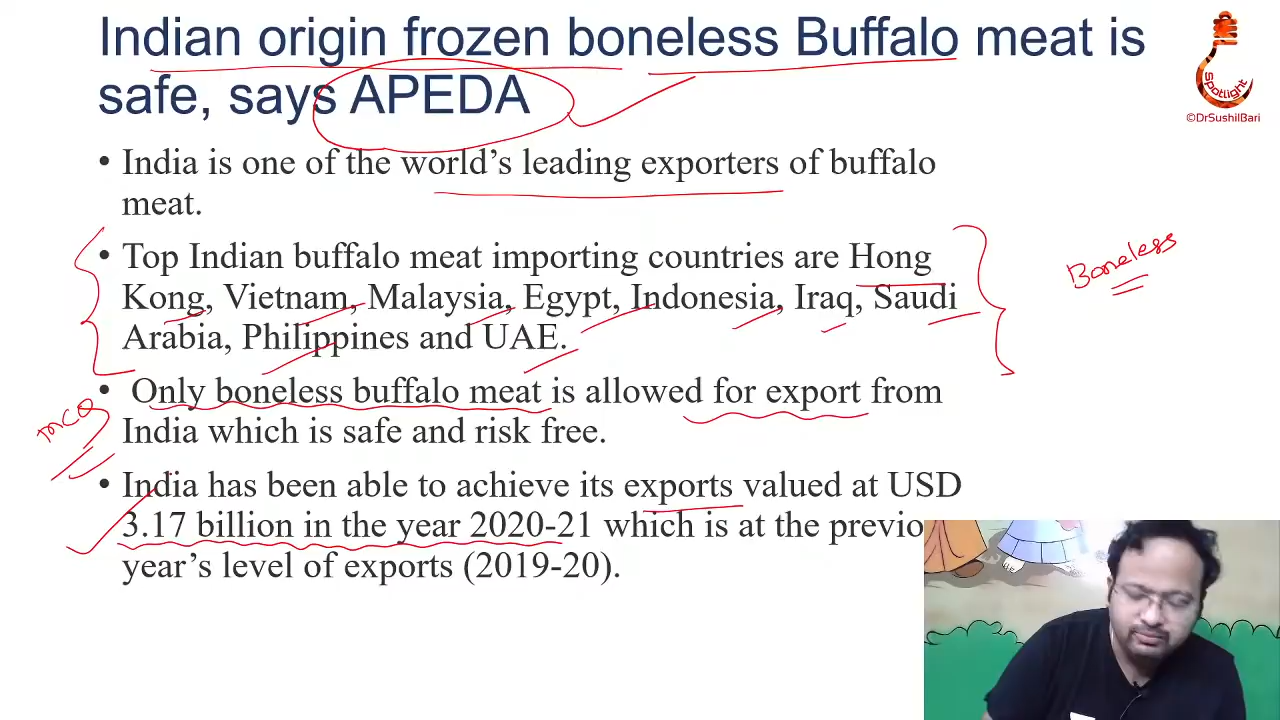 Indian origin frozen boneless Buffalo meat is
safe, says APEDA
Spotlight
©DrSushilBari
• India is one of the world's leading exporters of buffalo
meat.
• Top Indian buffalo meat importing countries are Hong
Kong, Vietnam, Malaysia, Egypt, Indonesia, Iraq, Saudi
Arabia, Philippines and UAE.
Boneless
• Only boneless buffalo meat is allowed for export from
India which is safe and risk free.
MCQ
• India has been able to achieve its exports valued at USD
3.17 billion in the year 2020-21 which is at the previo
year's level of exports (2019-20).